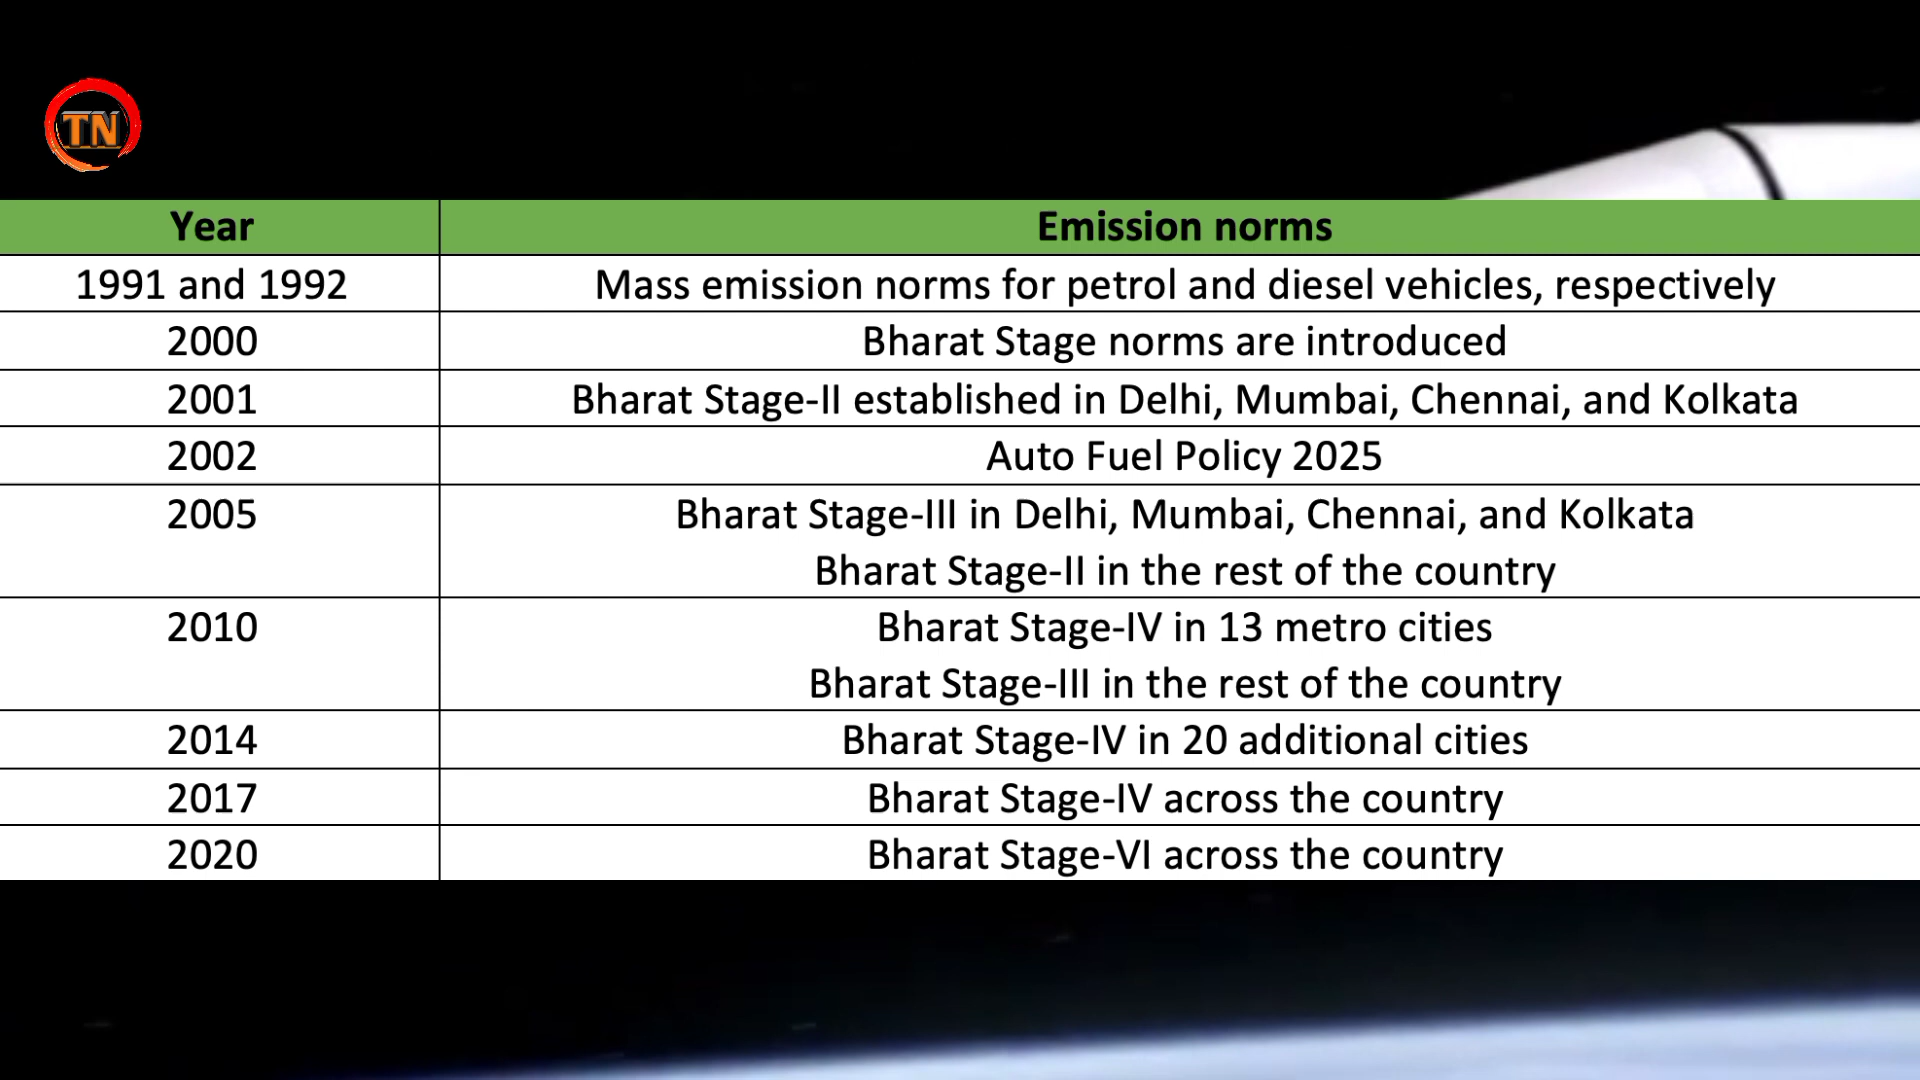 TN
Year Emission norms
1991 and 1992 Mass emission norms for petrol and diesel vehicles, respectively
2000 Bharat Stage norms are introduced
2001 Bharat Stage-II established in Delhi, Mumbai, Chennai, and Kolkata
2002 Auto Fuel Policy 2025
2005 Bharat Stage-III in Delhi, Mumbai, Chennai, and Kolkata
Bharat Stage-II in the rest of the country
2010 Bharat Stage-IV in 13 metro cities
Bharat Stage-III in the rest of the country
2014 Bharat Stage-IV in 20 additional cities
2017 Bharat Stage-IV across the country
2020 Bharat Stage-VI across the country